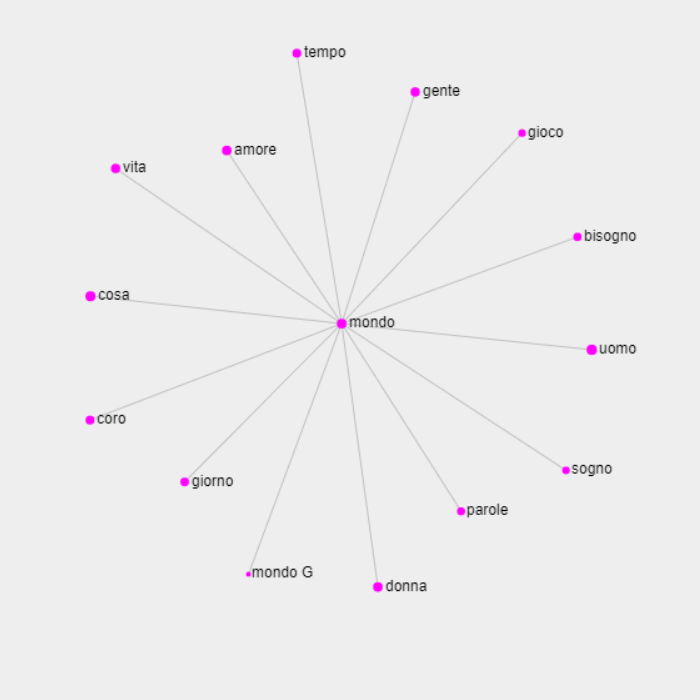 tempo
gente
gioco
amore
vita
bisogno
cosa
mondo
uomo
coro
sogno
giorno
parole
mondo G
donna